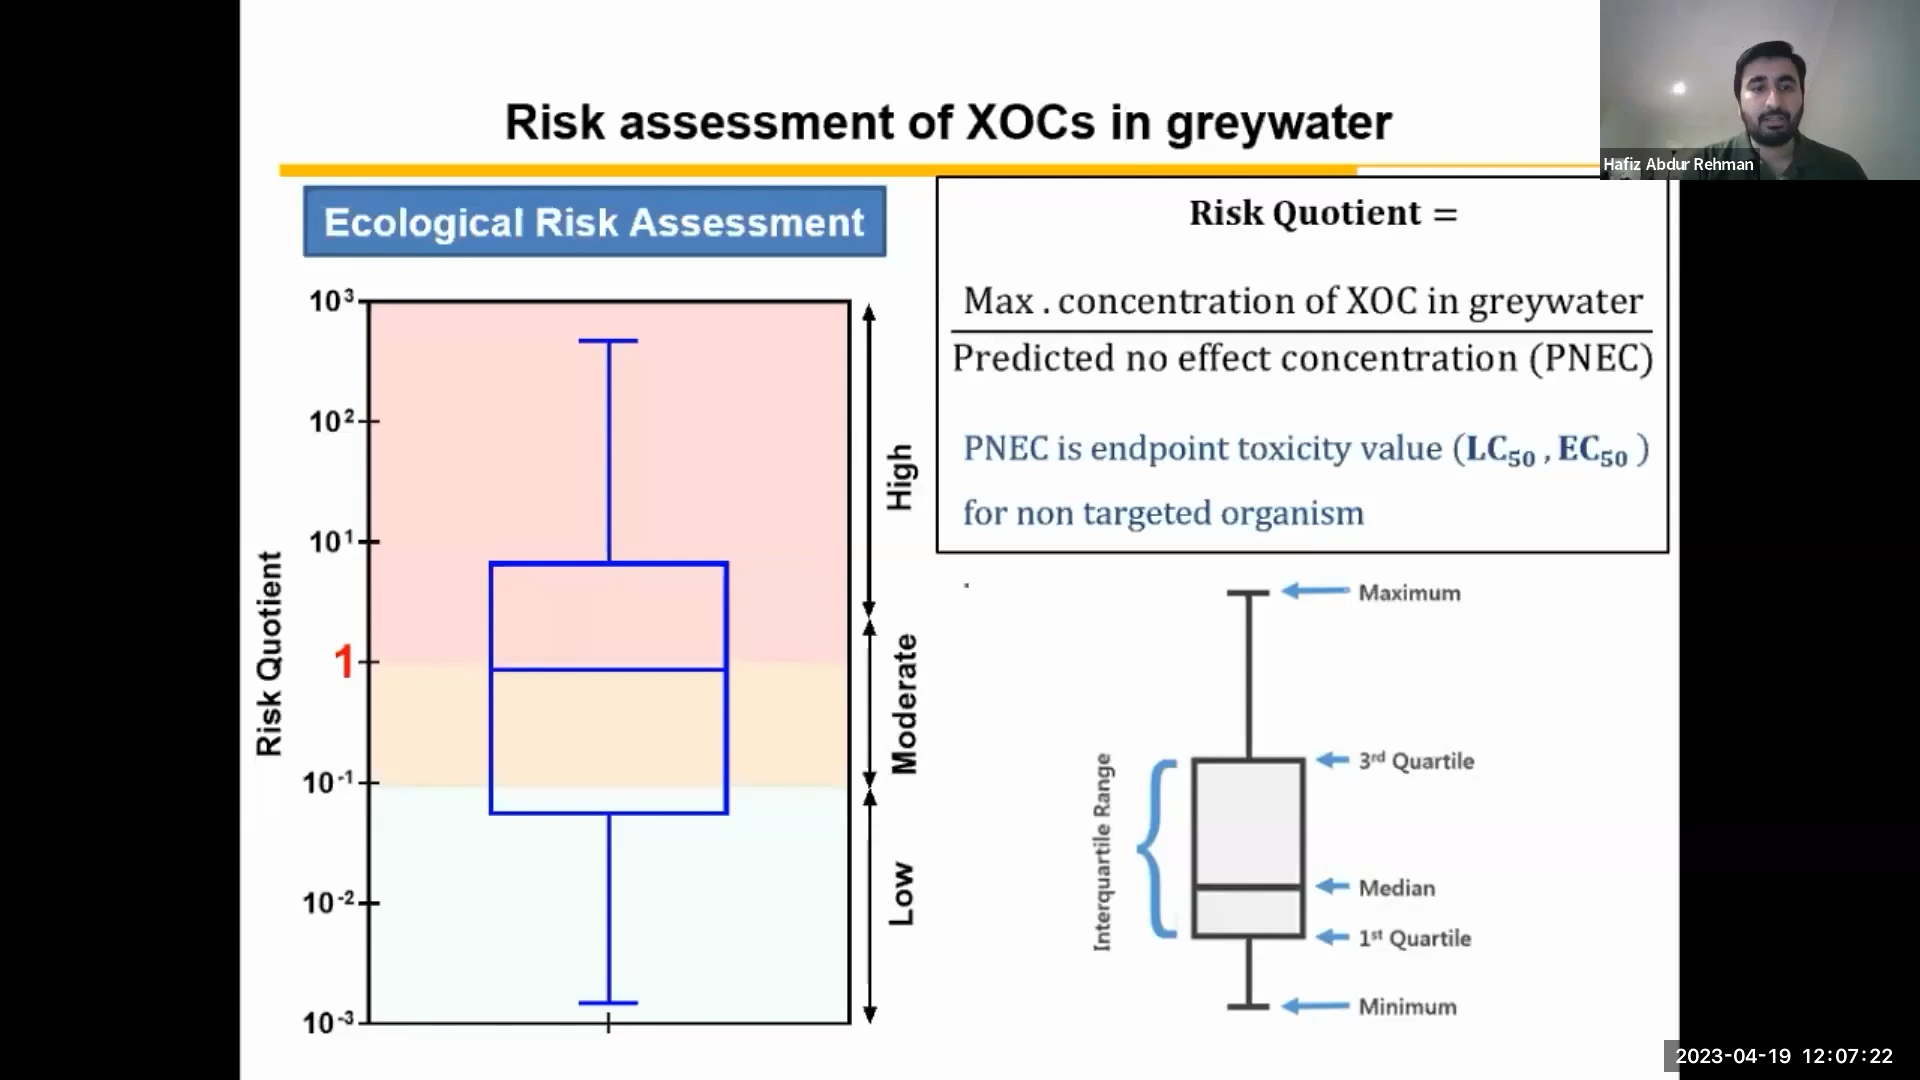 Risk assessment of XOCs in greywater
Hafiz Abdur Rehman
Ecological Risk Assessment
Risk Quotient
10³
10²
10¹
1
10⁻¹
10⁻²
10⁻³
High
Moderate
Low
Risk Quotient =
Max . concentration of XOC in greywater
Predicted no effect concentration (PNEC)
PNEC is endpoint toxicity value (LC₅₀ , EC₅₀ )
for non targeted organism
Maximum
3rd Quartile
Interquartile Range
Median
1st Quartile
Minimum
2023-04-19 12:07:22